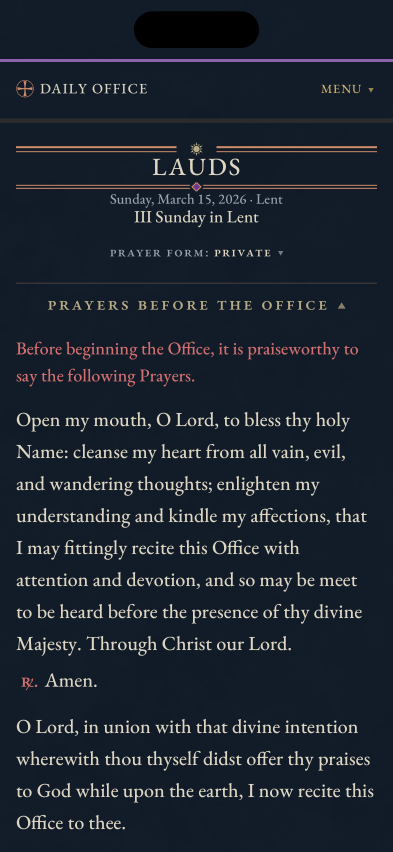 DAILY OFFICE
MENU ▼
LAUDS
Sunday, March 15, 2026 · Lent
III Sunday in Lent
PRAYER FORM: PRIVATE ▼
PRAYERS BEFORE THE OFFICE ▲
Before beginning the Office, it is praiseworthy to
say the following Prayers.
Open my mouth, O Lord, to bless thy holy
Name: cleanse my heart from all vain, evil,
and wandering thoughts; enlighten my
understanding and kindle my affections, that
I may fittingly recite this Office with
attention and devotion, and so may be meet
to be heard before the presence of thy divine
Majesty. Through Christ our Lord.
℟. Amen.
O Lord, in union with that divine intention
wherewith thou thyself didst offer thy praises
to God while upon the earth, I now recite this
Office to thee.